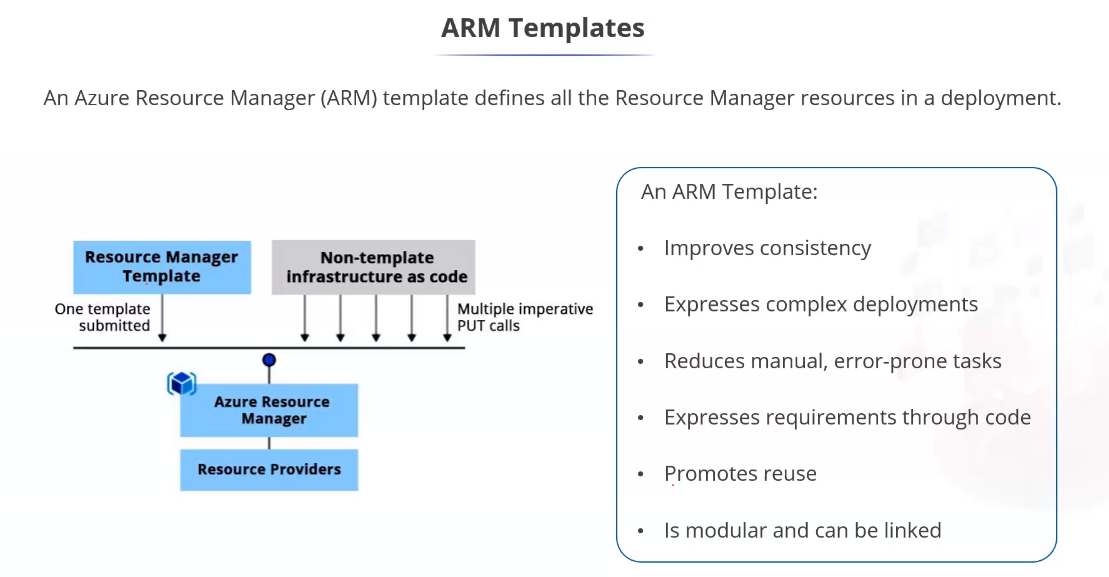 ARM Templates
An Azure Resource Manager (ARM) template defines all the Resource Manager resources in a deployment.
Resource Manager
Template
Non-template
infrastructure as code
One template
submitted
Multiple imperative
PUT calls
Azure Resource
Manager
Resource Providers
An ARM Template:
• Improves consistency
• Expresses complex deployments
• Reduces manual, error-prone tasks
• Expresses requirements through code
• Promotes reuse
• Is modular and can be linked